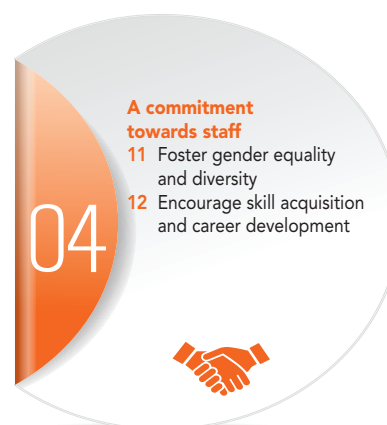 04
A commitment
towards staff
11 Foster gender equality
and diversity
12 Encourage skill acquisition
and career development